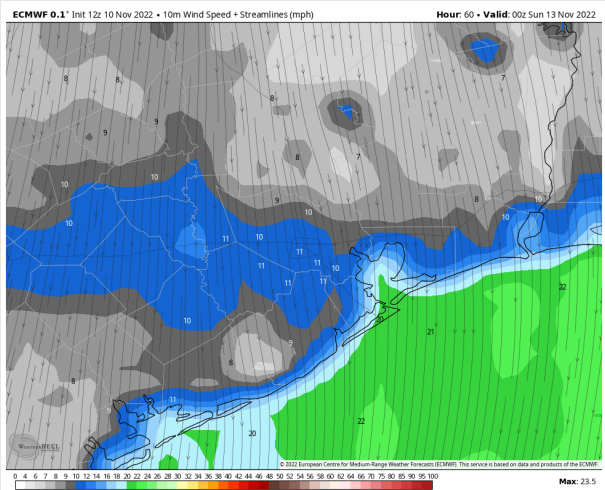 ECMWF 0.1° Init 12z 10 Nov 2022 • 10m Wind Speed + Streamlines (mph) Hour: 60 • Valid: 00z Sun 13 Nov 2022
8 8 7
8
9
9
8 7
10 10
9 8 10
10 10
10
11 10
11
11 11 10
11 11
22
10 20
21
9
8
8
11
9
22
20
WeatherBELL
© 2022 European Centre for Medium-Range Weather Forecasts (ECMWF). This service is based on data and products of the ECMWF.
0 4 6 7 8 9 10 12 14 16 18 20 22 24 26 28 30 32 34 36 38 40 42 44 46 48 50 52 54 56 58 60 62 64 66 70 75 80 85 90 95 100 Max: 23.5